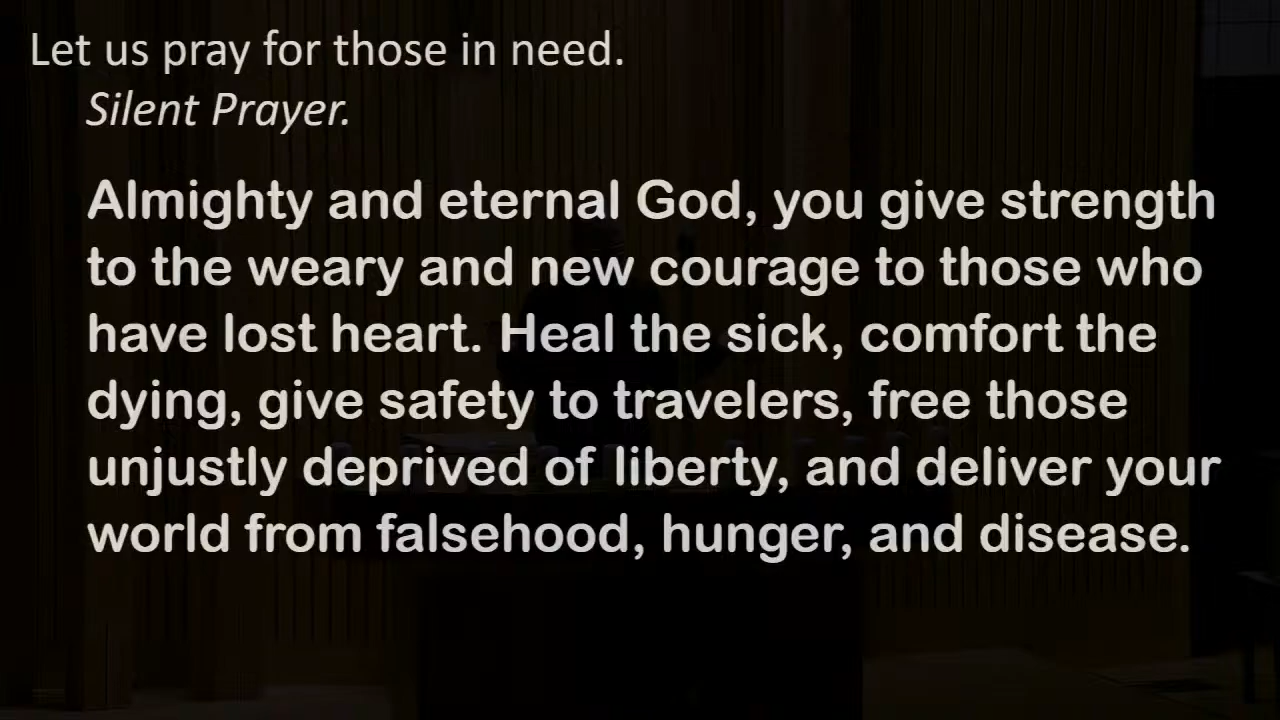 Let us pray for those in need.
Silent Prayer.
Almighty and eternal God, you give strength
to the weary and new courage to those who
have lost heart. Heal the sick, comfort the
dying, give safety to travelers, free those
unjustly deprived of liberty, and deliver your
world from falsehood, hunger, and disease.